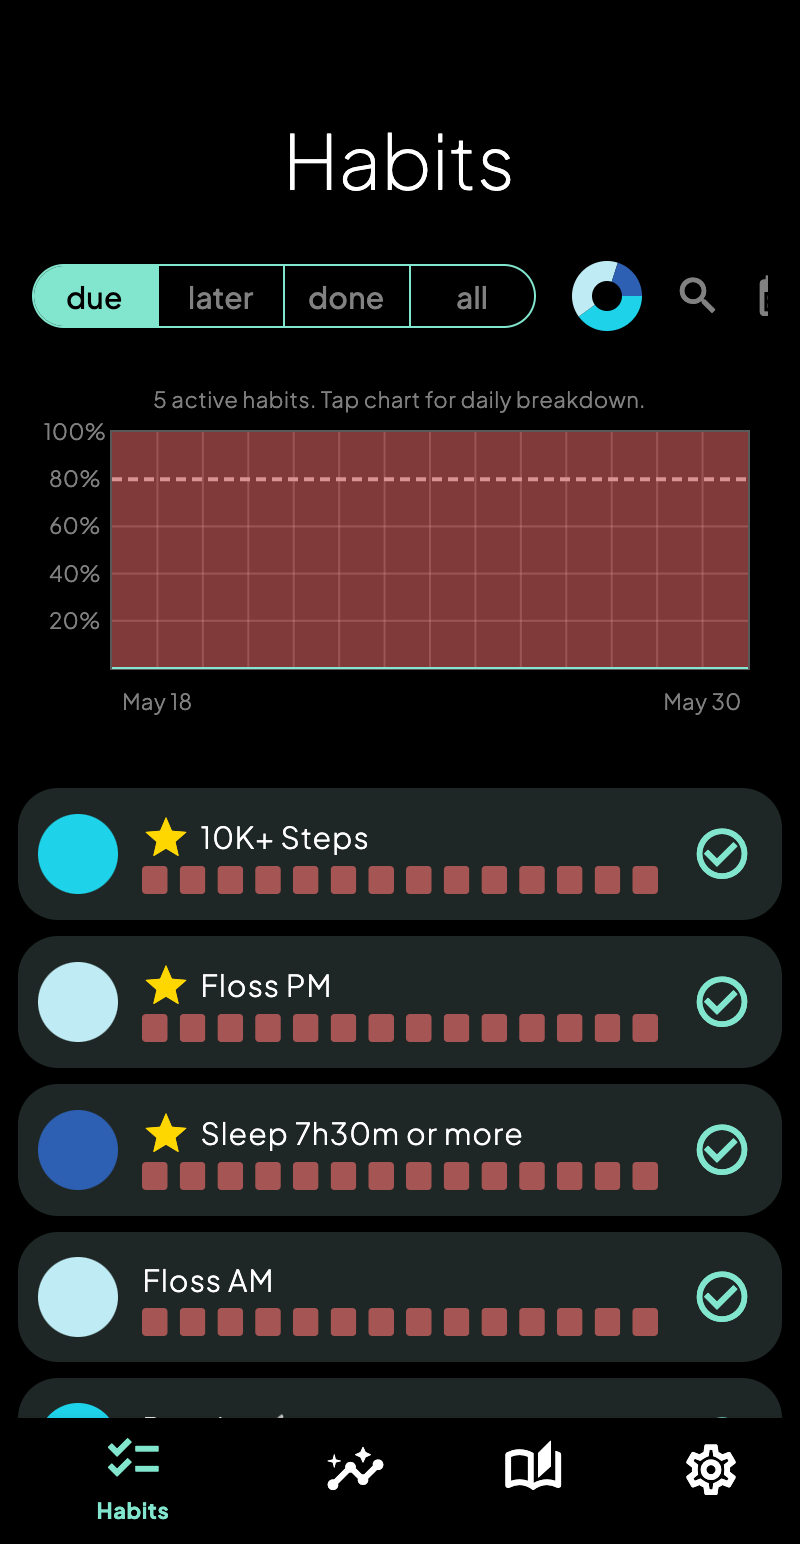 Habits
due later done all
5 active habits. Tap chart for daily breakdown.
100%
80%
60%
40%
20%
May 18 May 30
10K+ Steps
Floss PM
Sleep 7h30m or more
Floss AM
Habits